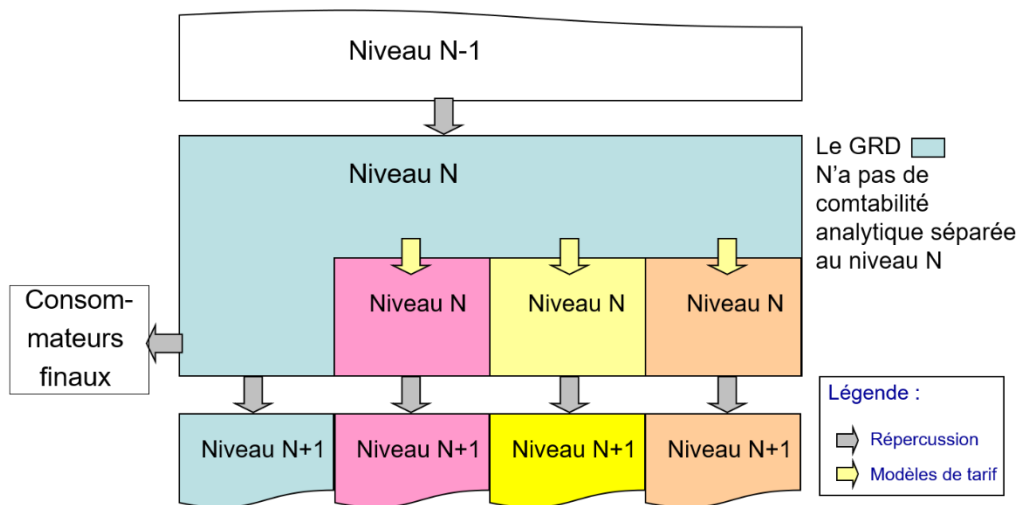 Niveau N-1
Niveau N
Le GRD
N'a pas de
comtabilité
analytique séparée
au niveau N
Niveau N
Niveau N
Niveau N
Consom-
mateurs
finaux
Niveau N+1
Niveau N+1
Niveau N+1
Niveau N+1
Légende :
Répercussion
Modèles de tarif